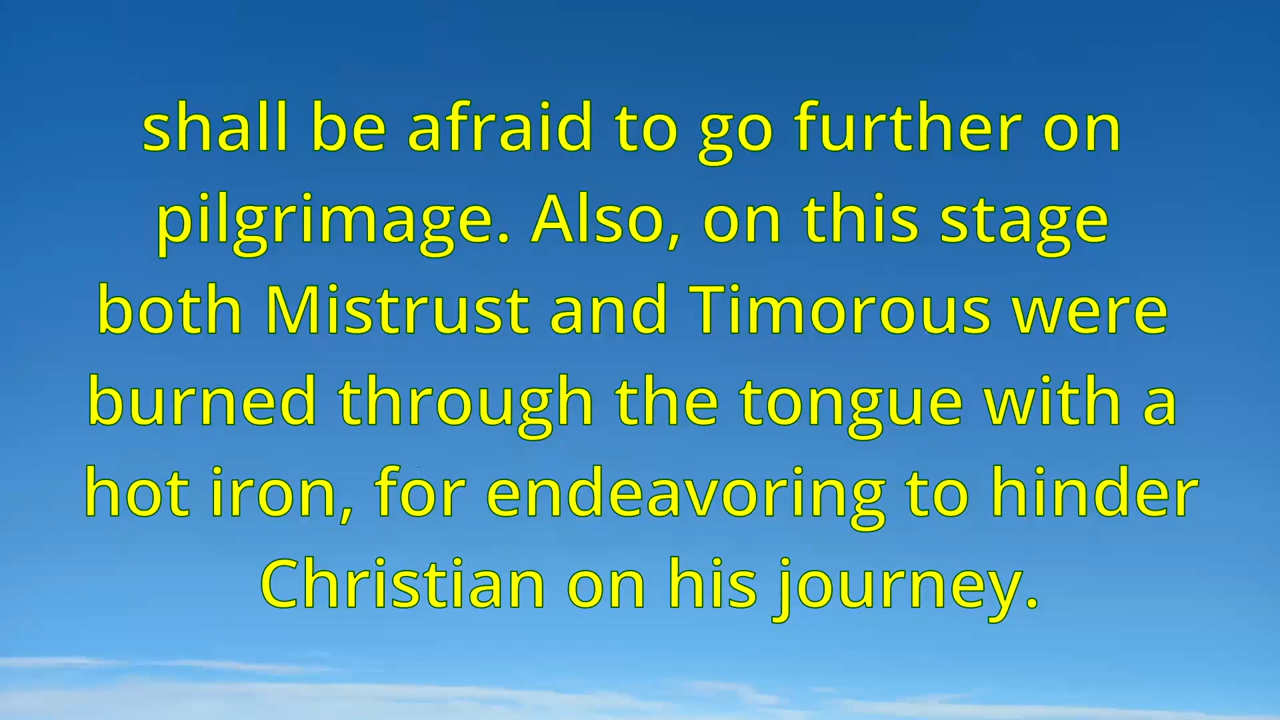 shall be afraid to go further on
pilgrimage. Also, on this stage
both Mistrust and Timorous were
burned through the tongue with a
hot iron, for endeavoring to hinder
Christian on his journey.